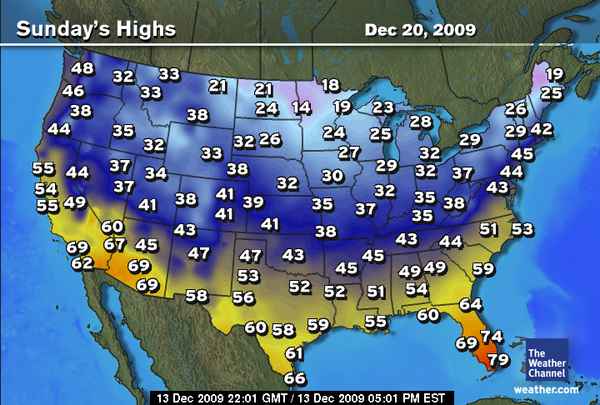 Sunday's Highs Dec 20, 2009
48 32 33 21 21 18 19
46 33 38 24 14 19 23 26 25
38 28
44 35 32 33 32 26 24 25 29 29 42
27 32 45
55 44 37 34 38 32 30 29 32 37 44
54 37 43
55 49 41 38 41 39 35 37 32 35 38
41 35
60 43 41 38 43 44 51 53
69 67 45 47 47 43 45 49 49 59
62 69 53
69 58 56 52 52 51 54
60 58 59 55 60 64
61 69 74
66 79
The
Weather
Channel
weather.com
13 Dec 2009 22:01 GMT / 13 Dec 2009 05:01 PM EST